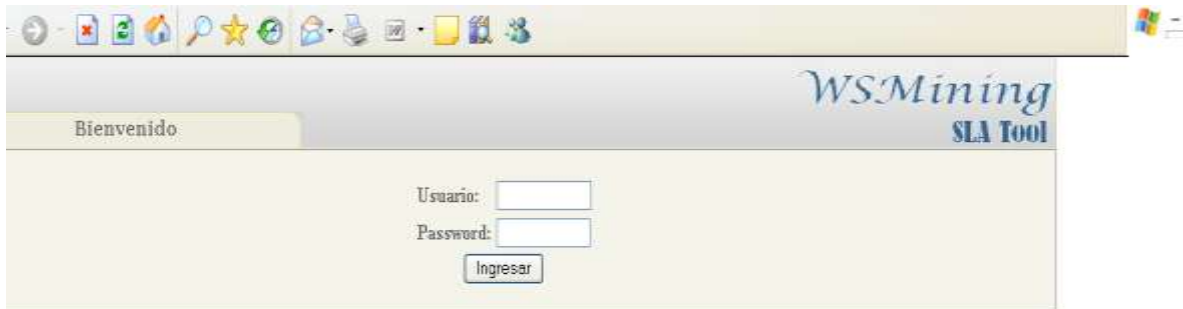 WSMining
SLA Tool
Bienvenido
Usuario:
Password:
Ingresar